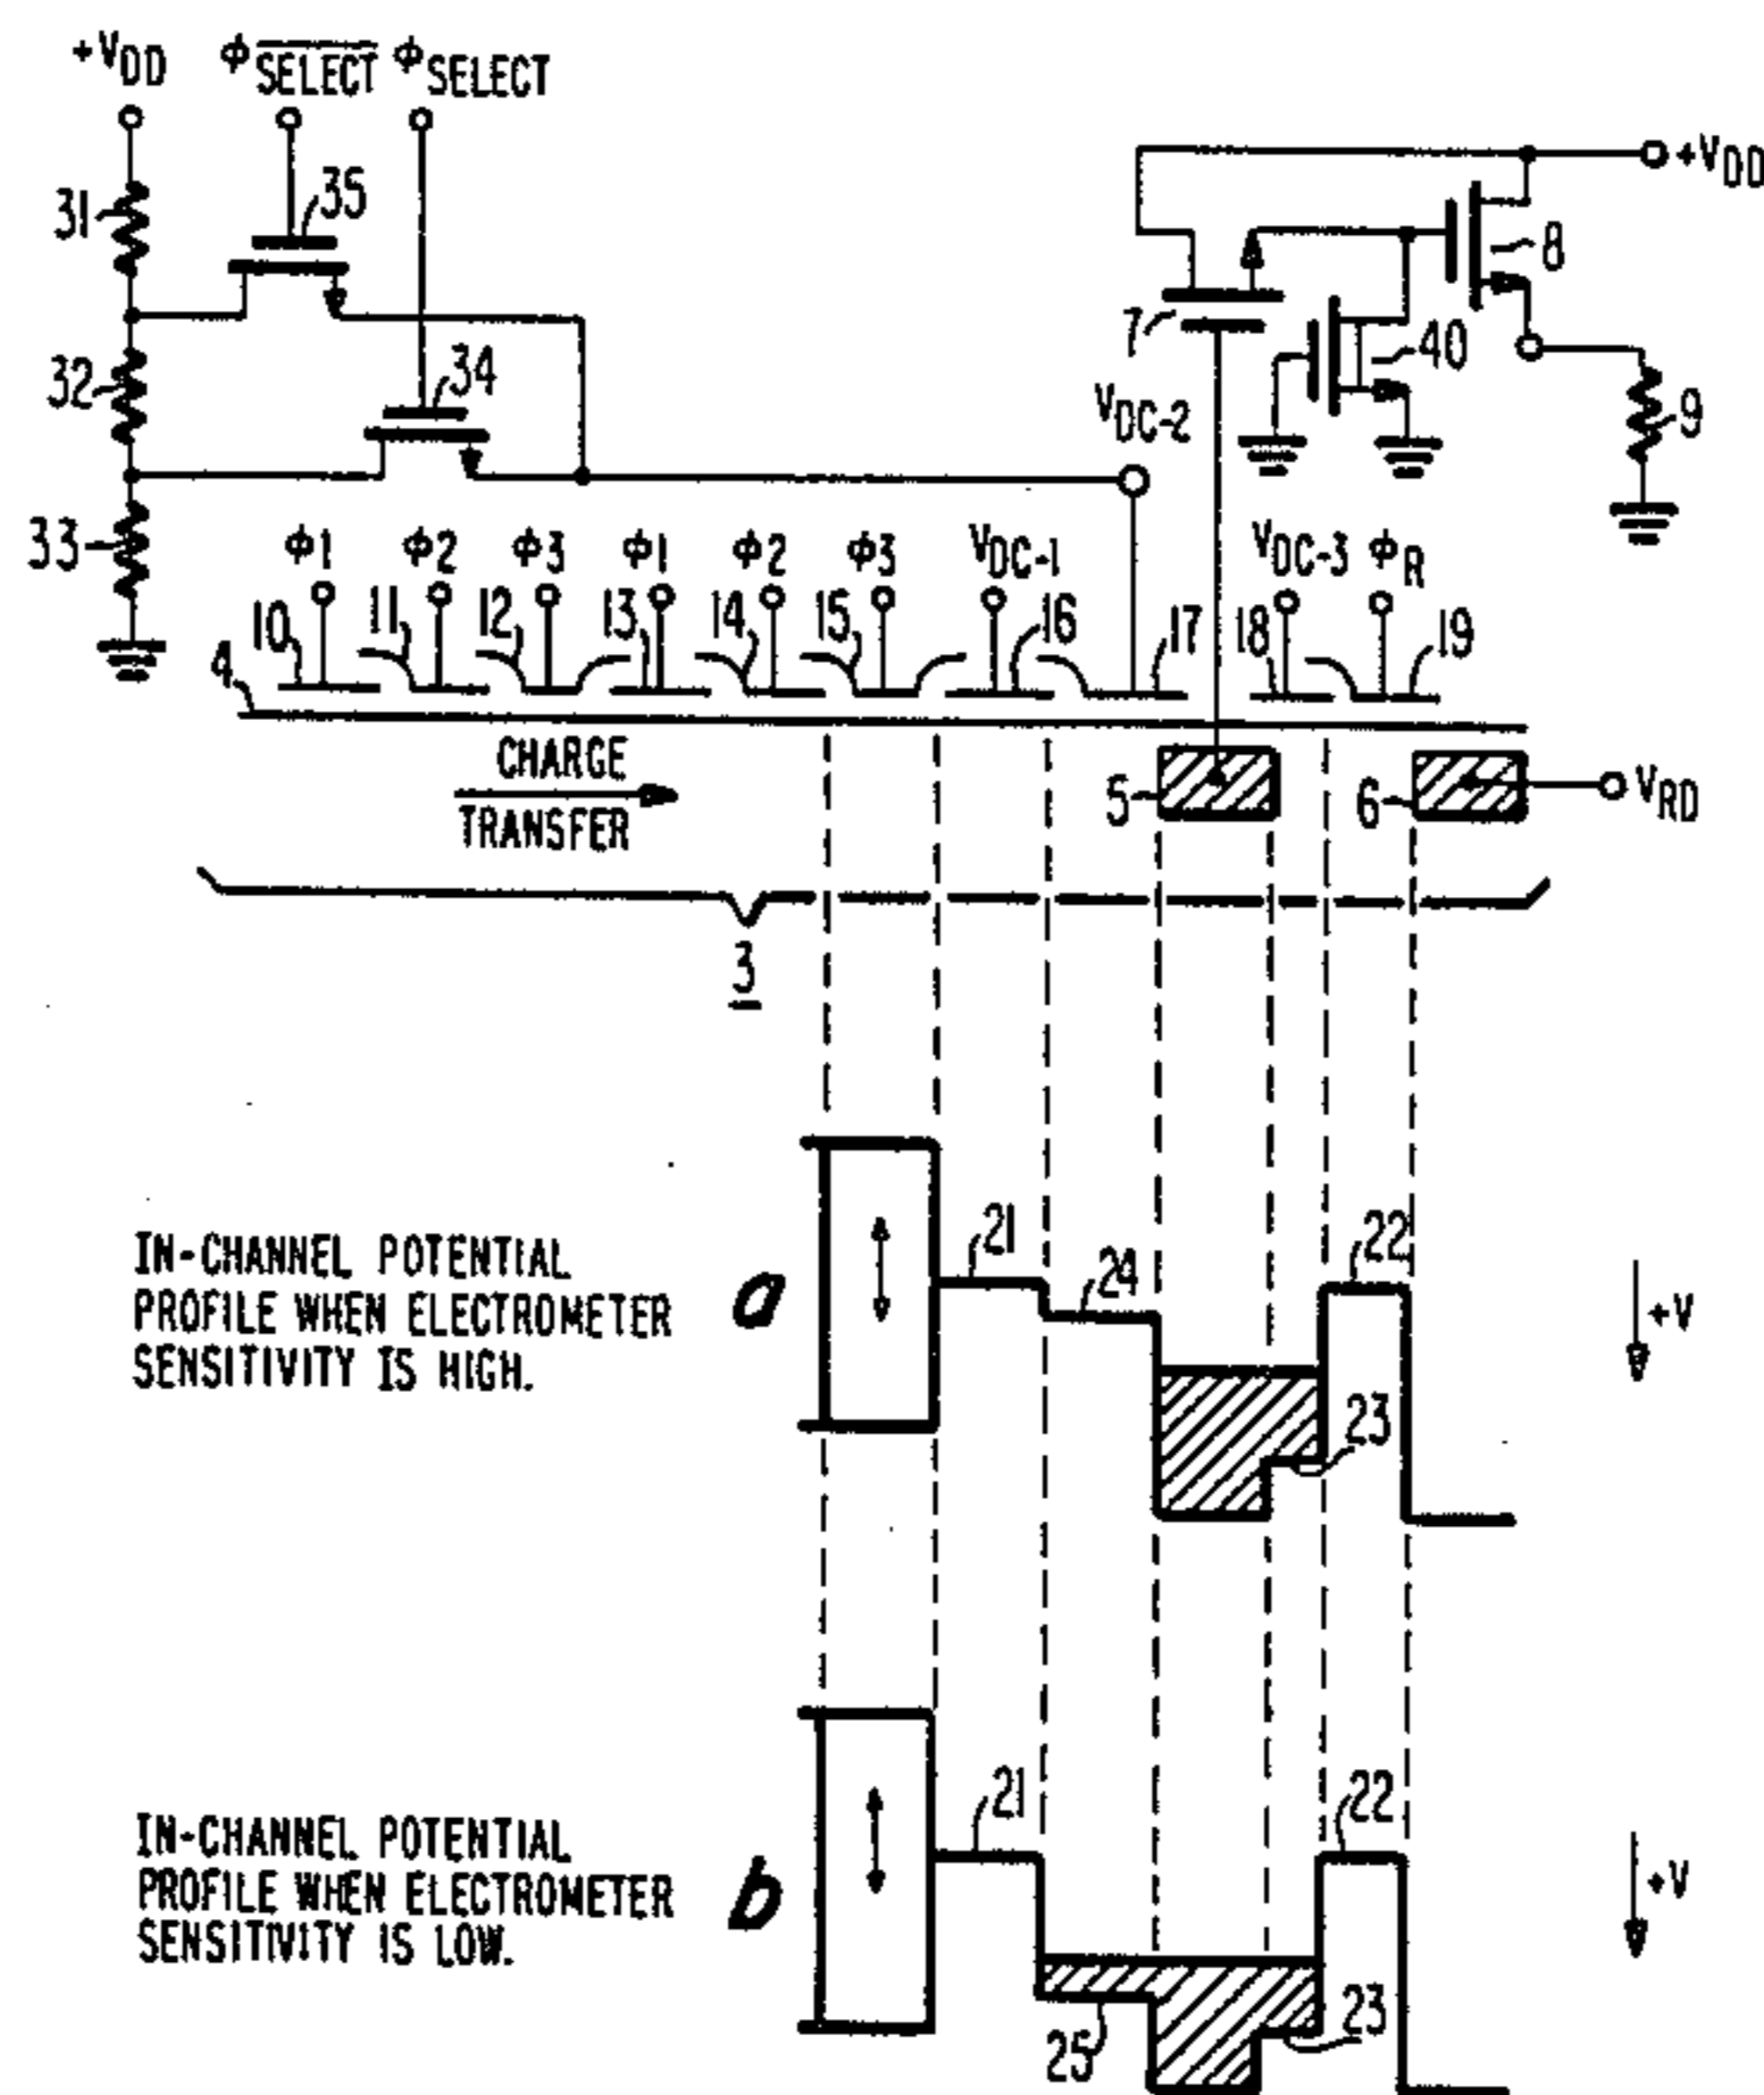 +VDD
ϕSELECT̅ ϕSELECT
31
35
32
34
33
+VDD
8
7
40
9
VDC-2
ϕ1 ϕ2 ϕ3 ϕ1 ϕ2 ϕ3 VDC-1 VDC-3 ϕR
10 11 12 13 14 15 16 17 18 19
4
CHARGE
TRANSFER
5
6
VRD
3
IN-CHANNEL POTENTIAL
PROFILE WHEN ELECTROMETER
SENSITIVITY IS HIGH.
a
21
24
22
23
+V
IN-CHANNEL POTENTIAL
PROFILE WHEN ELECTROMETER
SENSITIVITY IS LOW.
b
21
22
25
23
+V